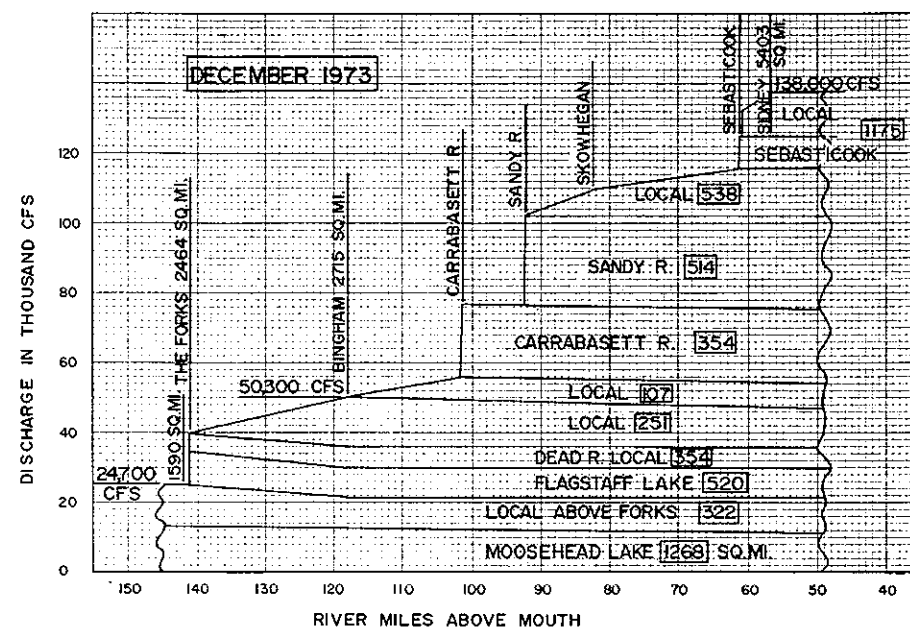 DECEMBER 1973
DISCHARGE IN THOUSAND CFS
120
100
80
60
40
20
0
24,700
CFS
1590 SQ.MI.
THE FORKS 2464 SQ.MI.
BINGHAM 2715 SQ.MI.
50,300 CFS
CARRABASETT R.
SANDY R.
SKOWHEGAN
SEBASTICOOK
SIDNEY 5403
SQ.MI.
138,000 CFS
LOCAL
1175
SEBASTICOOK
LOCAL 538
SANDY R. 514
CARRABASETT R. 354
LOCAL 107
LOCAL 251
DEAD R. LOCAL 354
FLAGSTAFF LAKE 520
LOCAL ABOVE FORKS 322
MOOSEHEAD LAKE 1268 SQ.MI.
150 140 130 120 110 100 90 80 70 60 50 40
RIVER MILES ABOVE MOUTH